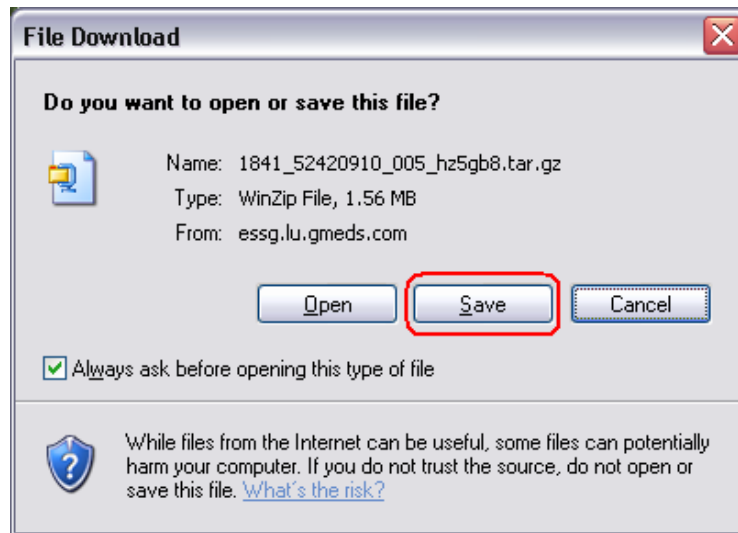 File Download
Do you want to open or save this file?
Name: 1841_52420910_005_hz5gb8.tar.gz
Type: WinZip File, 1.56 MB
From: essg.lu.gmeds.com
Open Save Cancel
Always ask before opening this type of file
While files from the Internet can be useful, some files can potentially
harm your computer. If you do not trust the source, do not open or
save this file. What's the risk?